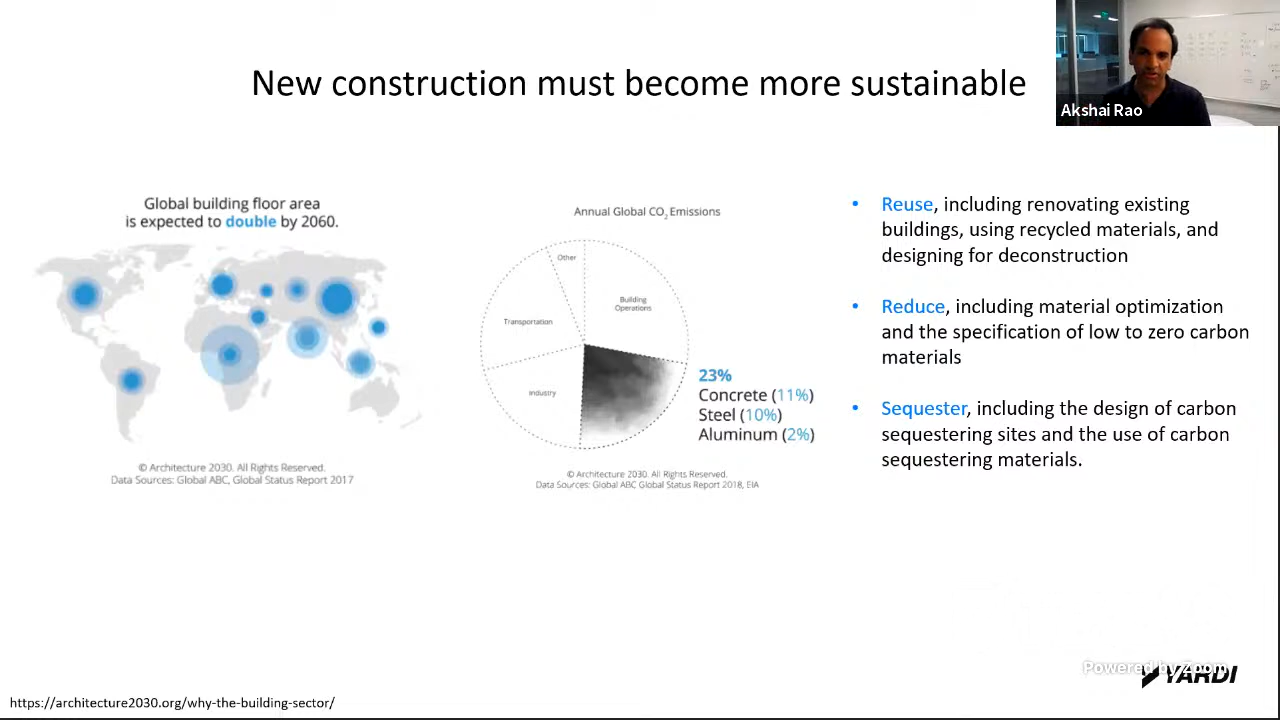 New construction must become more sustainable
Akshai Rao
Global building floor area
is expected to double by 2060.
© Architecture 2030. All Rights Reserved.
Data Sources: Global ABC, Global Status Report 2017
Annual Global CO2 Emissions
Other
Building
Operations
Transportation
Industry
23%
Concrete (11%)
Steel (10%)
Aluminum (2%)
© Architecture 2030. All Rights Reserved.
Data Sources: Global ABC Global Status Report 2018, EIA
• Reuse, including renovating existing
buildings, using recycled materials, and
designing for deconstruction
• Reduce, including material optimization
and the specification of low to zero carbon
materials
• Sequester, including the design of carbon
sequestering sites and the use of carbon
sequestering materials.
Powered by Zoom
YARDI
https://architecture2030.org/why-the-building-sector/